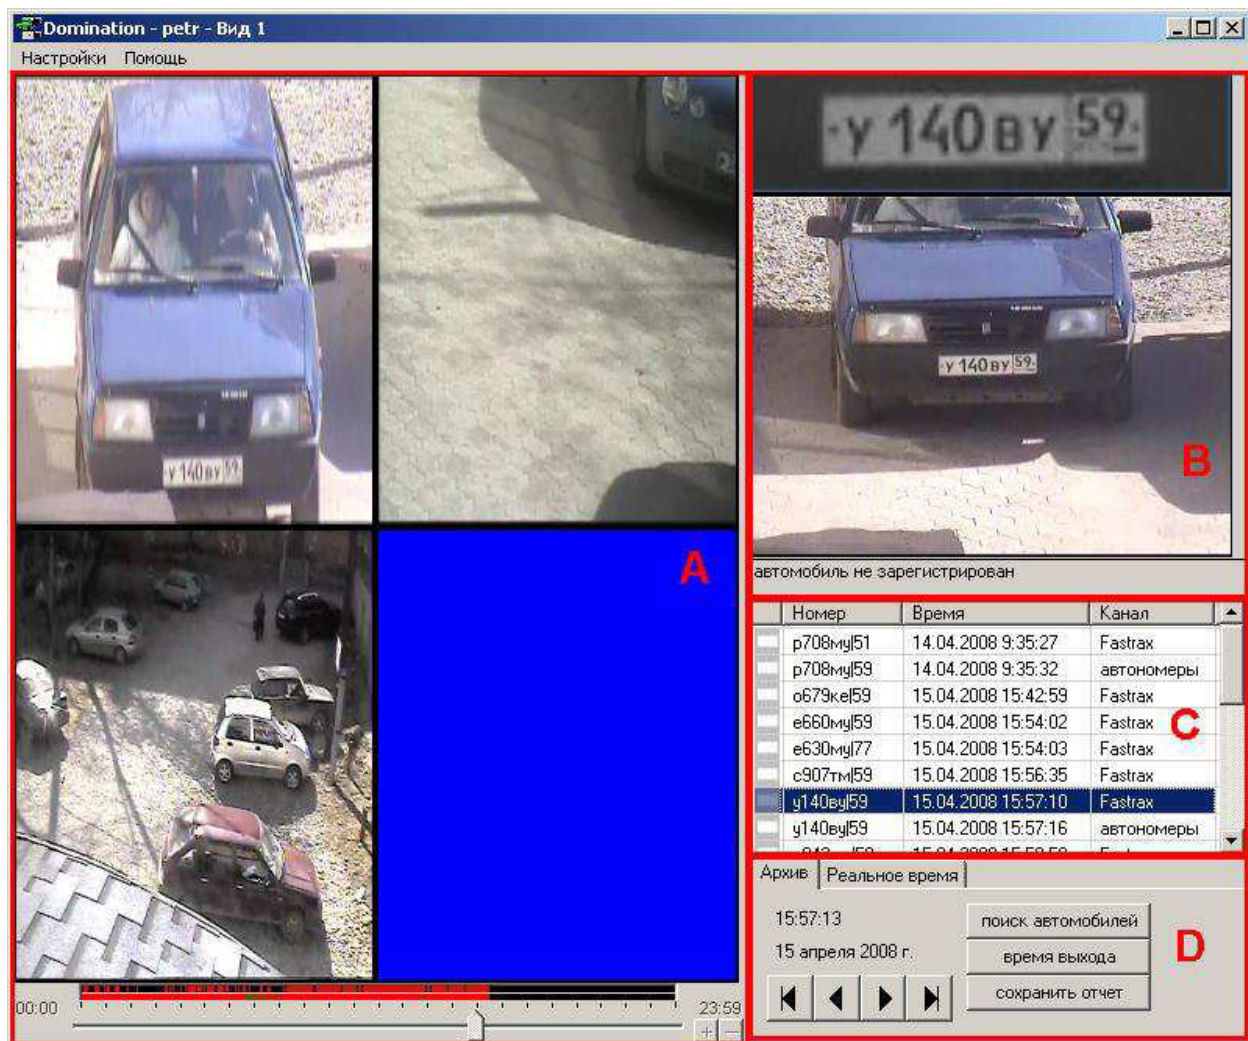 Domination - petr - Вид 1
Настройки Помощь
у 140 ву 59
у 140 ву 59
у 140 ву 59
B
A
автомобиль не зарегистрирован
Номер Время Канал
р708му|51 14.04.2008 9:35:27 Fastrax
р708му|59 14.04.2008 9:35:32 автономеры
о679ке|59 15.04.2008 15:42:59 Fastrax
е660му|59 15.04.2008 15:54:02 Fastrax
е630му|77 15.04.2008 15:54:03 Fastrax
с907тм|59 15.04.2008 15:56:35 Fastrax
у140ву|59 15.04.2008 15:57:10 Fastrax
у140ву|59 15.04.2008 15:57:16 автономеры
C
Архив Реальное время
15:57:13
15 апреля 2008 г.
поиск автомобилей
время выхода
сохранить отчет
D
00:00 23:59
+ −